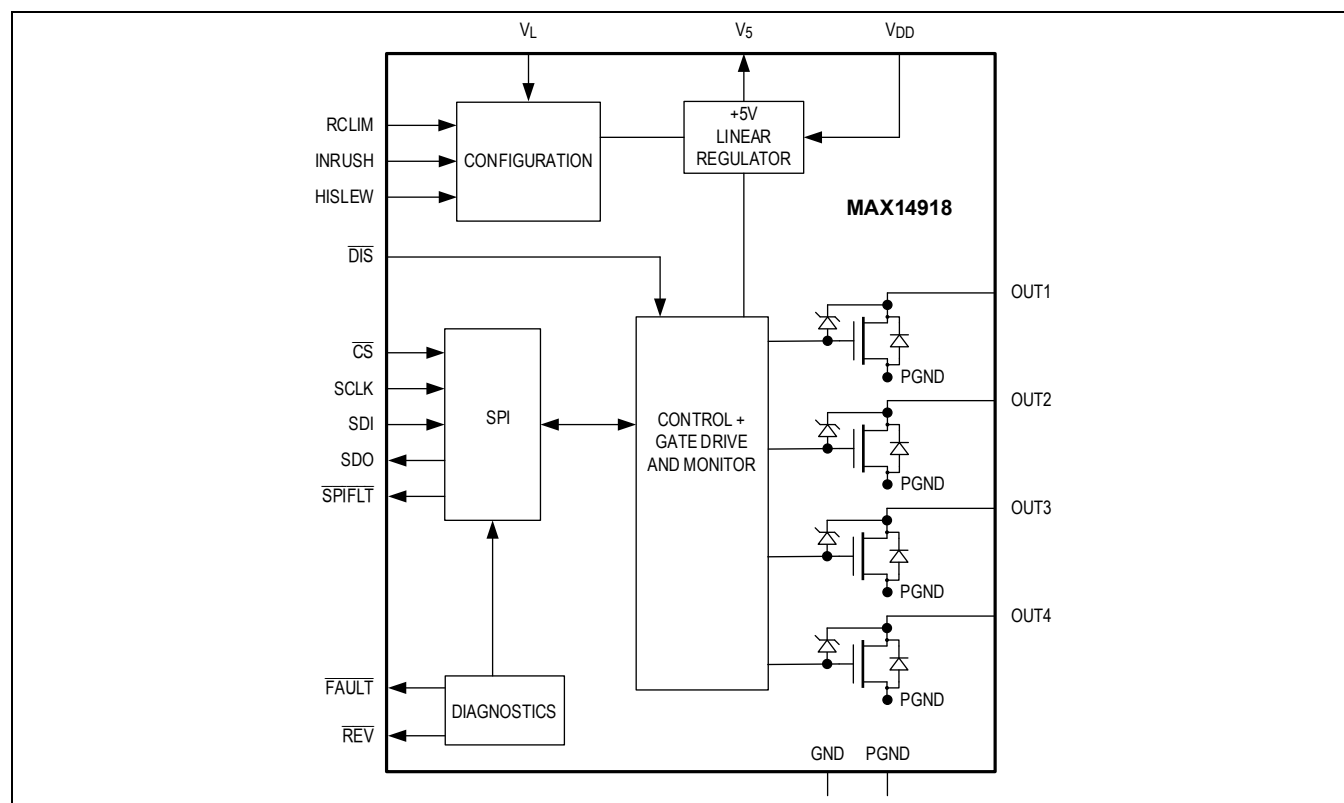 VL V5 VDD
RCLIM
INRUSH
HISLEW
CONFIGURATION
+5V
LINEAR
REGULATOR
MAX14918
DIS
CS
SCLK
SDI
SDO
SPIFLT
SPI
CONTROL +
GATE DRIVE
AND MONITOR
OUT1
PGND
OUT2
PGND
OUT3
PGND
OUT4
PGND
FAULT
REV
DIAGNOSTICS
GND PGND